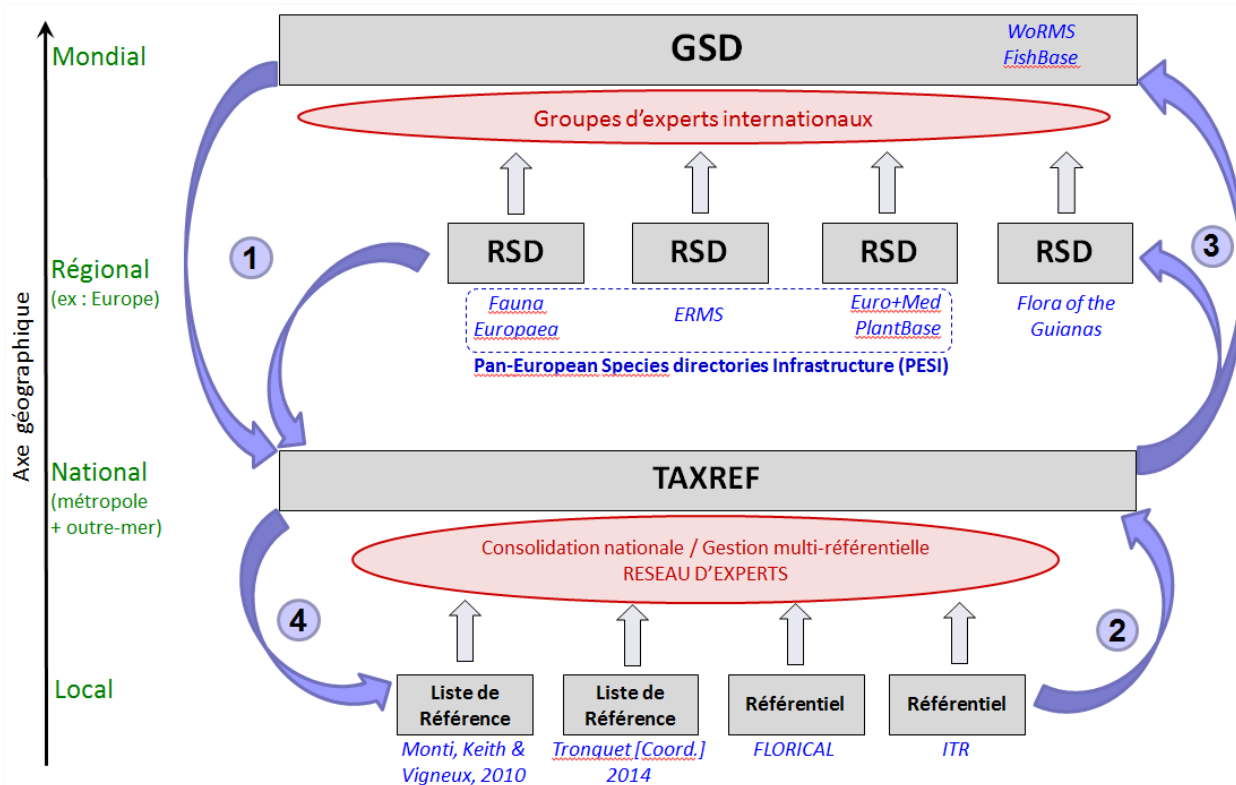 Axe géographique
Mondial
GSD
WoRMS
FishBase
Groupes d'experts internationaux
1
3
Régional
(ex : Europe)
RSD
RSD
RSD
RSD
Fauna
Europaea
ERMS
Euro+Med
PlantBase
Flora of the
Guianas
Pan-European Species directories Infrastructure (PESI)
National
(métropole
+ outre-mer)
TAXREF
Consolidation nationale / Gestion multi-référentielle
RESEAU D'EXPERTS
4
2
Local
Liste de
Référence
Liste de
Référence
Référentiel
Référentiel
Monti, Keith &
Vigneux, 2010
Tronquet [Coord.]
2014
FLORICAL
ITR